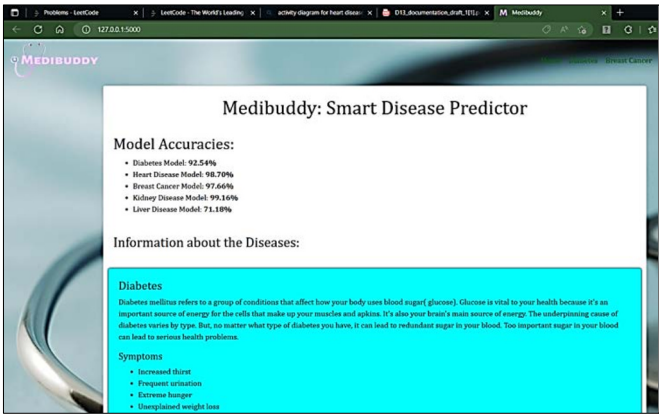 Problems - LeetCode
LeetCode - The World's Leading
activity diagram for heart diseas
D13_documentation_draft_1[1].p
Medibuddy
127.0.0.1:5000
MEDIBUDDY
Breast Cancer
Medibuddy: Smart Disease Predictor
Model Accuracies:
• Diabetes Model: 92.54%
• Heart Disease Model: 98.70%
• Breast Cancer Model: 97.66%
• Kidney Disease Model: 99.16%
• Liver Disease Model: 71.18%
Information about the Diseases:
Diabetes
Diabetes mellitus refers to a group of conditions that affect how your body uses blood sugar( glucose). Glucose is vital to your health because it's an
important source of energy for the cells that make up your muscles and apkins. It's also your brain's main source of energy. The underpinning cause of
diabetes varies by type. But, no matter what type of diabetes you have, it can lead to redundant sugar in your blood. Too important sugar in your blood
can lead to serious health problems.
Symptoms
• Increased thirst
• Frequent urination
• Extreme hunger
• Unexplained weight loss